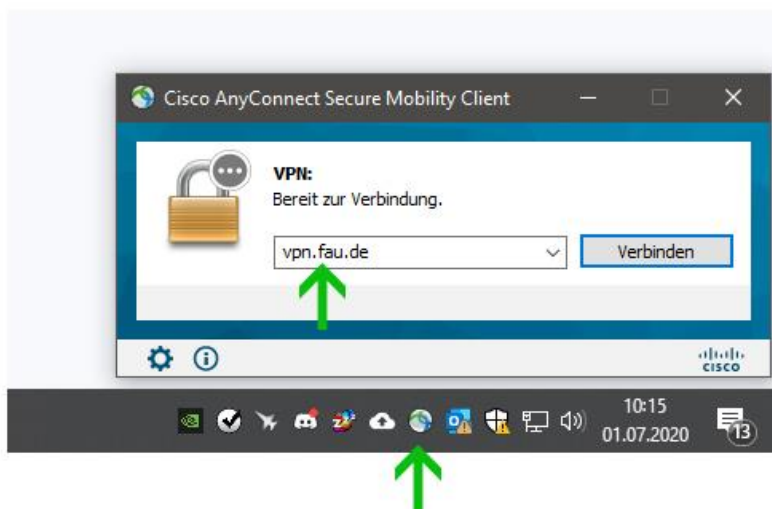 Cisco AnyConnect Secure Mobility Client
VPN:
Bereit zur Verbindung.
vpn.fau.de
Verbinden
cisco
10:15
01.07.2020
13